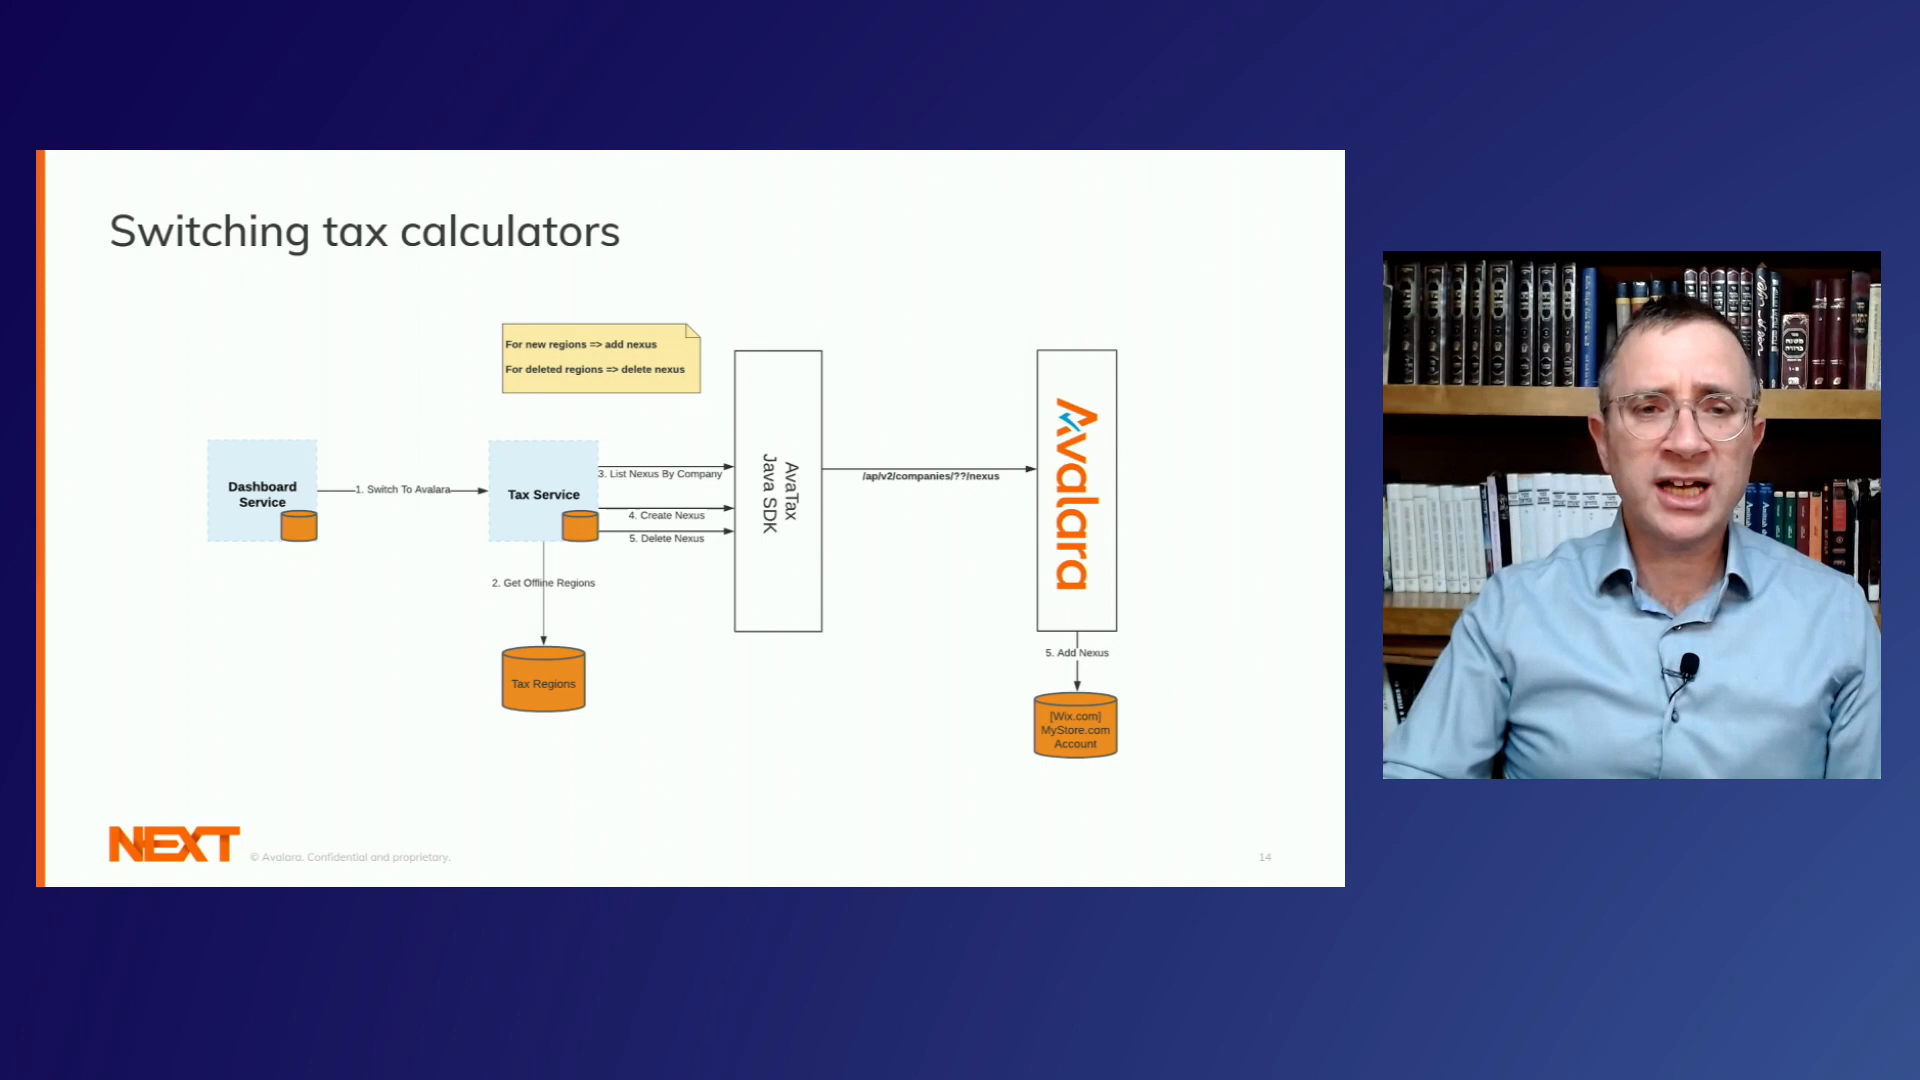 Switching tax calculators
For new regions => add nexus
For deleted regions => delete nexus
Dashboard
Service
1. Switch To Avalara
Tax Service
3. List Nexus By Company
4. Create Nexus
5. Delete Nexus
2. Get Offline Regions
Tax Regions
AvaTax
Java SDK
/ap/v2/companies/??/nexus
Avalara
5. Add Nexus
[Wix.com]
MyStore.com
Account
NEXT
© Avalara. Confidential and proprietary.
14